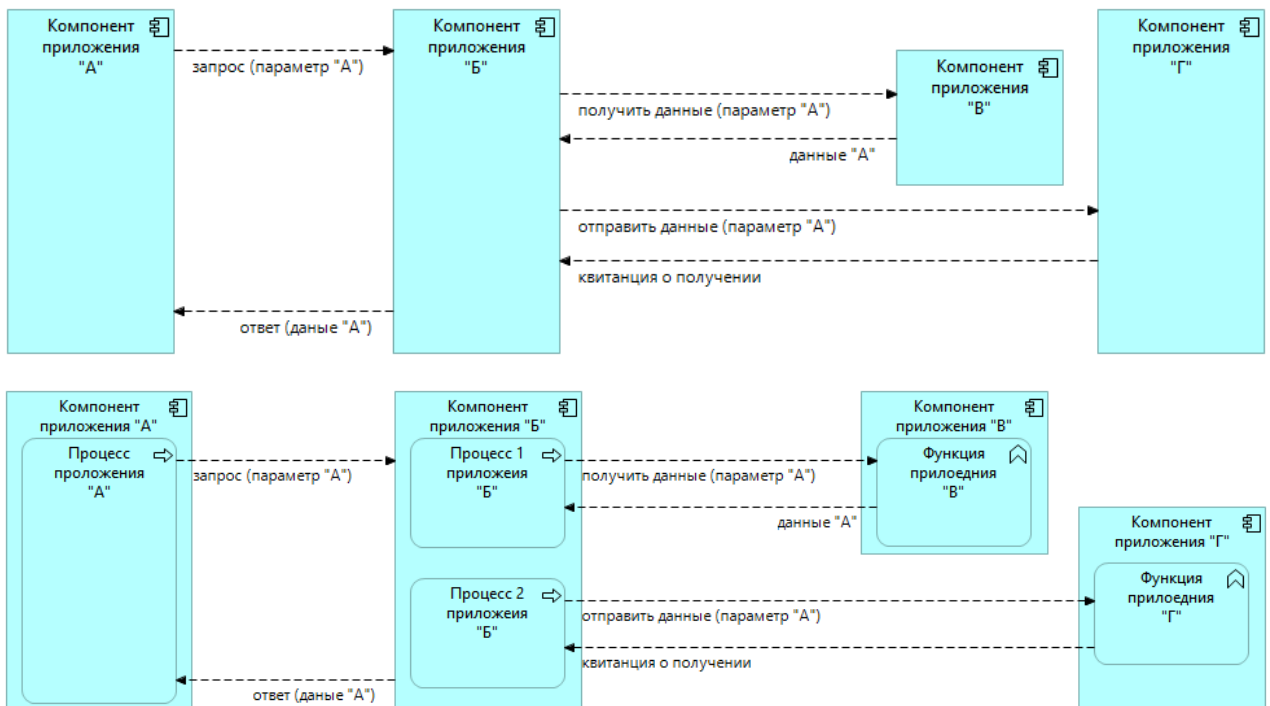 Компонент
приложения
"А"
запрос (параметр "А")
Компонент
приложения
"Б"
получить данные (параметр "А")
Компонент
приложения
"В"
данные "А"
Компонент
приложения
"Г"
отправить данные (параметр "А")
квитанция о получении
ответ (даные "А")
Компонент
приложения "А"
Процесс
проложения
"А"
запрос (параметр "А")
Компонент
приложения "Б"
Процесс 1
приложеия
"Б"
получить данные (параметр "А")
Компонент
приложения "В"
Функция
прилоедния
"В"
данные "А"
Процесс 2
приложеия
"Б"
отправить данные (параметр "А")
Компонент
приложения "Г"
Функция
прилоедния
"Г"
квитанция о получении
ответ (даные "А")